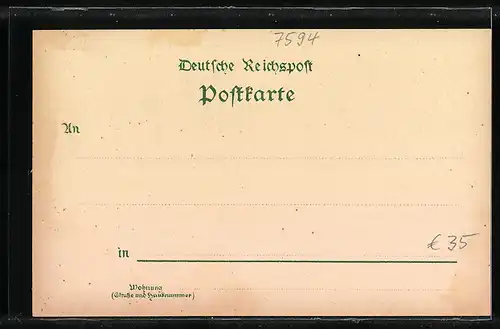 7594
Deutsche Reichspost
Postkarte
An
€ 35
in
Wohnung
(Straße und Hausnummer)